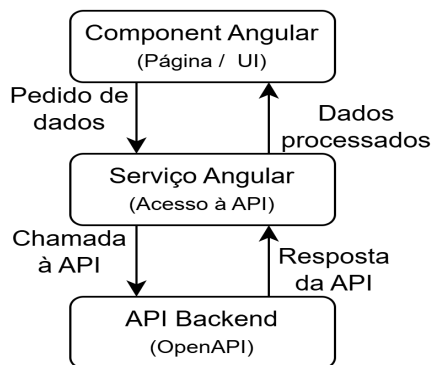 Component Angular
(Página / UI)
Pedido de
dados
Dados
processados
Serviço Angular
(Acesso à API)
Chamada
à API
Resposta
da API
API Backend
(OpenAPI)